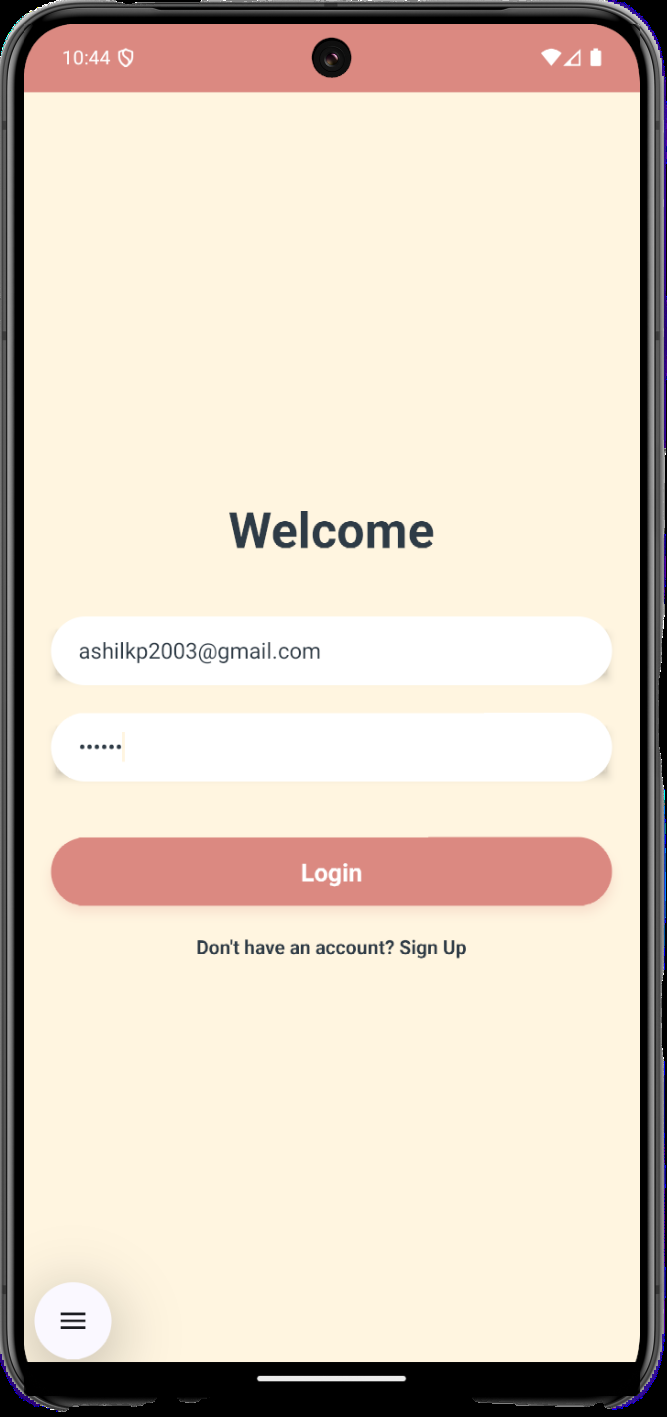 10:44
Welcome
ashilkp2003@gmail.com
••••••
Login
Don't have an account? Sign Up